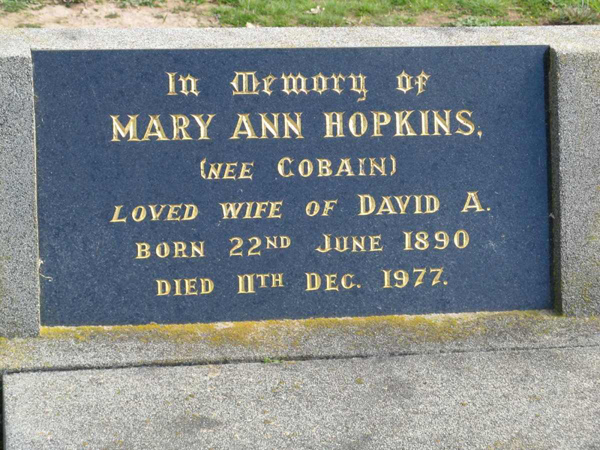 In Memory of
MARY ANN HOPKINS,
(NEE COBAIN)
LOVED WIFE OF DAVID A.
BORN 22ND JUNE 1890
DIED 11TH DEC. 1977.